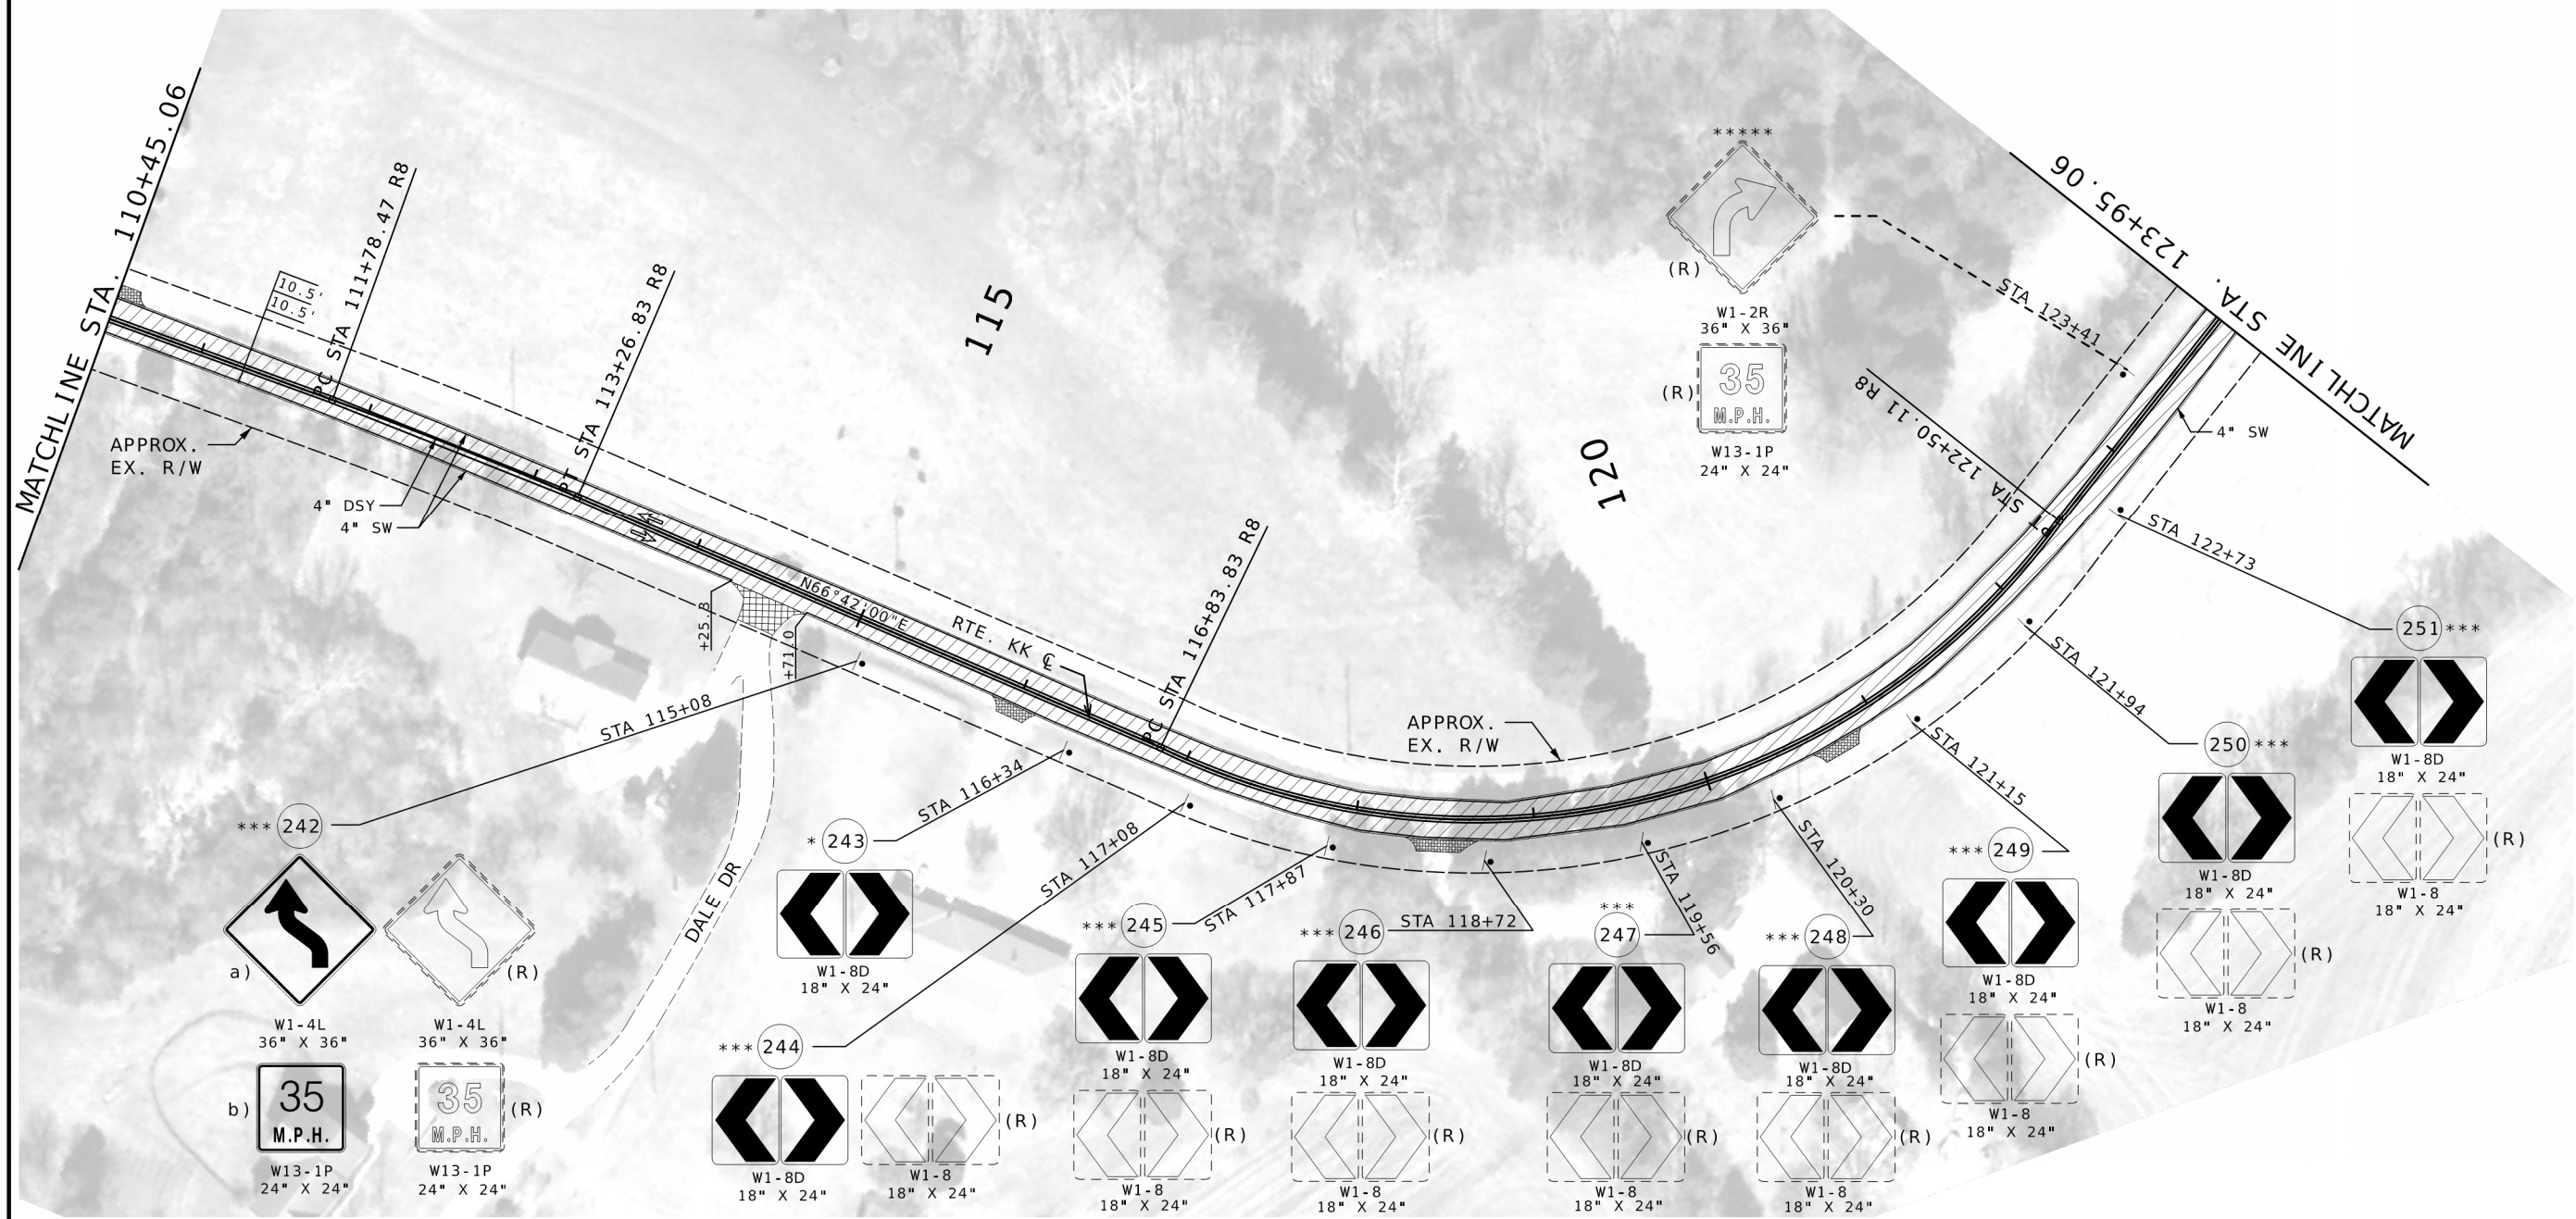 MATCHLINE STA. 110+45.06
10.5'
10.5'
PC STA 111+78.47 R8
PT STA 113+26.83 R8
115
APPROX.
EX. R/W
4" DSY
4" SW
N66°42'00"E
RTE. KK ℄
+25.3
+71.0
PC STA 116+83.83 R8
APPROX.
EX. R/W
120
*****
(R)
W1-2R
36" X 36"
(R)
35
M.P.H.
W13-1P
24" X 24"
STA 123+41
PT STA 122+50.11 R8
MATCHLINE STA. 123+95.06
4" SW
STA 122+73
251 ***
W1-8D
18" X 24"
(R)
W1-8
18" X 24"
STA 121+94
250 ***
W1-8D
18" X 24"
(R)
W1-8
18" X 24"
STA 121+15
*** 249
W1-8D
18" X 24"
(R)
W1-8
18" X 24"
STA 120+30
*** 248
W1-8D
18" X 24"
(R)
W1-8
18" X 24"
STA 119+56
***
247
W1-8D
18" X 24"
(R)
W1-8
18" X 24"
STA 118+72
*** 246
W1-8D
18" X 24"
(R)
W1-8
18" X 24"
STA 117+87
*** 245
W1-8D
18" X 24"
(R)
W1-8
18" X 24"
STA 117+08
*** 244
W1-8D
18" X 24"
(R)
W1-8
18" X 24"
STA 116+34
* 243
W1-8D
18" X 24"
DALE DR
STA 115+08
*** 242
a)
(R)
W1-4L
36" X 36"
W1-4L
36" X 36"
b)
35
M.P.H.
35
M.P.H.
(R)
W13-1P
24" X 24"
W13-1P
24" X 24"